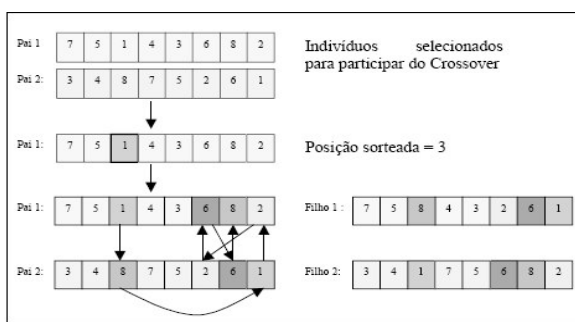 Pai 1 7 5 1 4 3 6 8 2
Indivíduos selecionados
para participar do Crossover
Pai 2: 3 4 8 7 5 2 6 1
Pai 1: 7 5 1 4 3 6 8 2
Posição sorteada = 3
Pai 1: 7 5 1 4 3 6 8 2
Filho 1 : 7 5 8 4 3 2 6 1
Pai 2: 3 4 8 7 5 2 6 1
Filho 2: 3 4 1 7 5 6 8 2